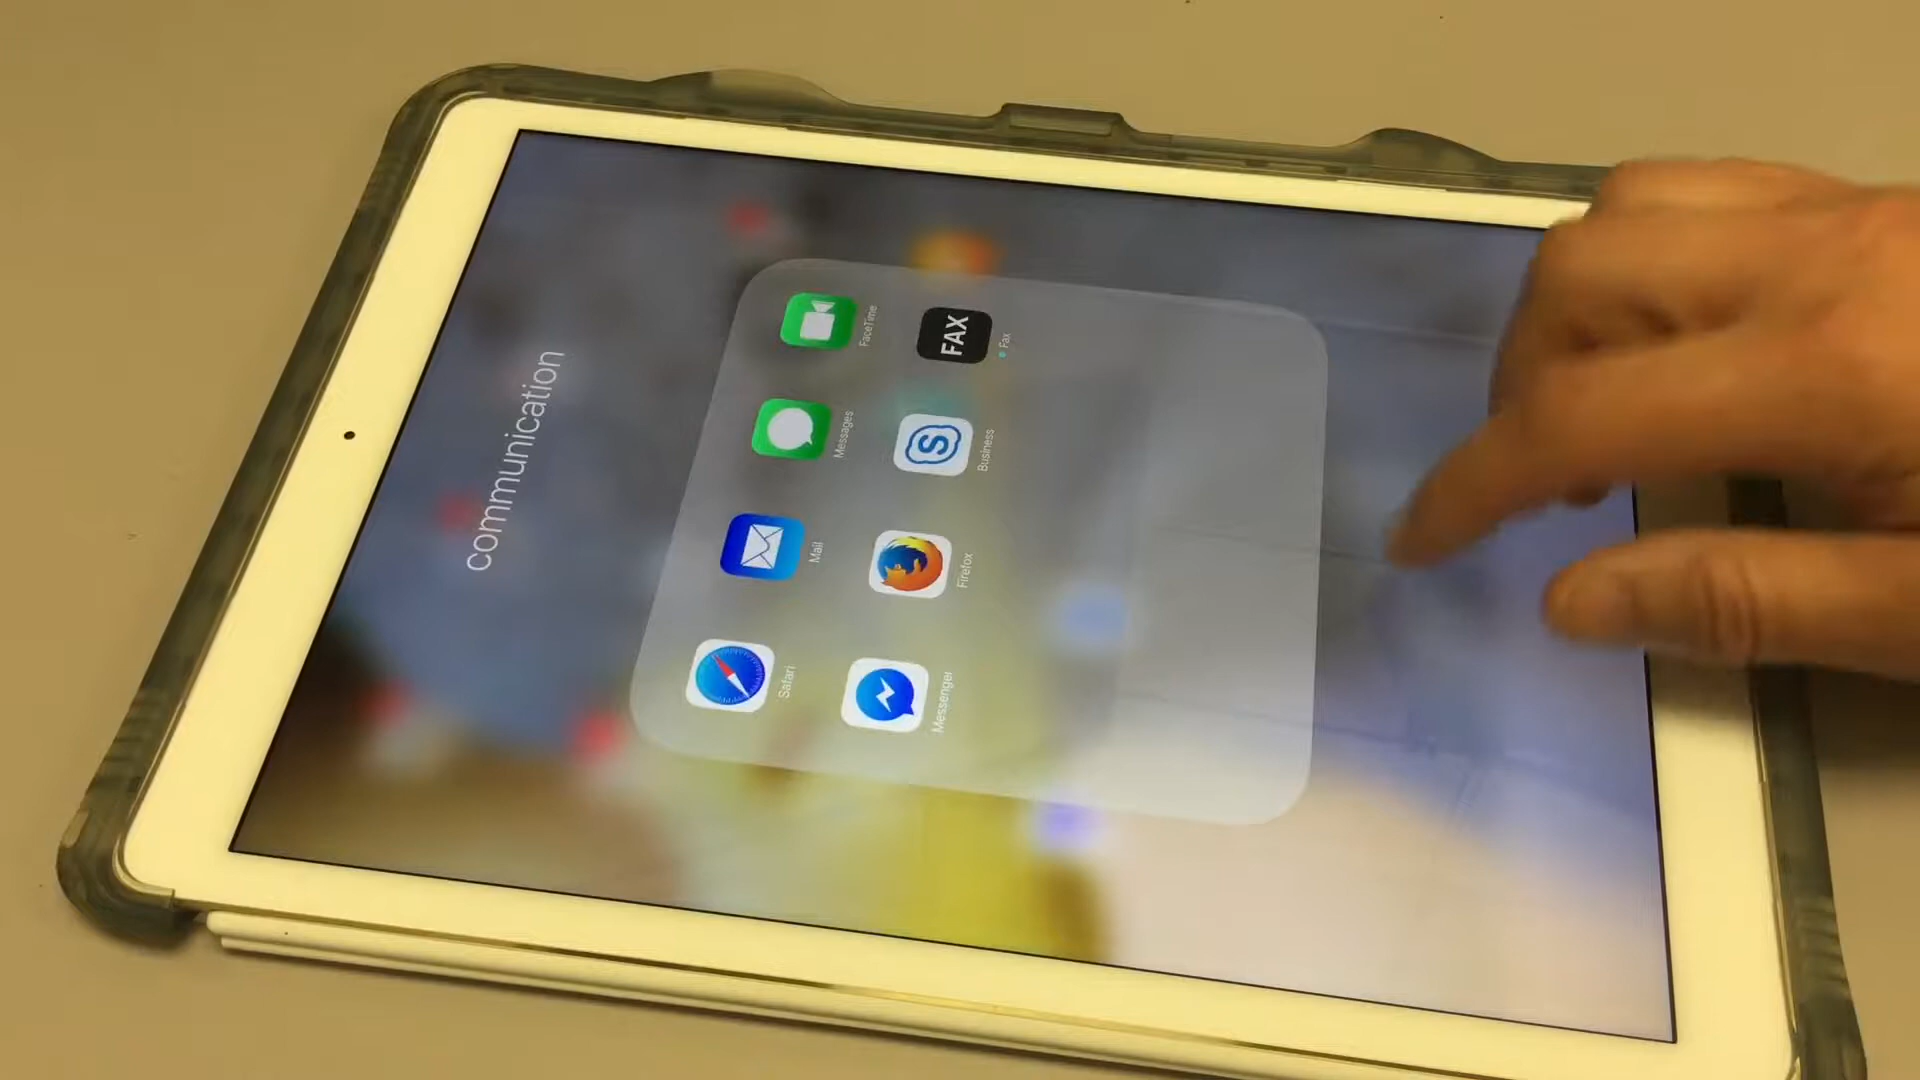 communication
Safari
Mail
Messages
FaceTime
Messenger
Firefox
Business
FAX
Fax